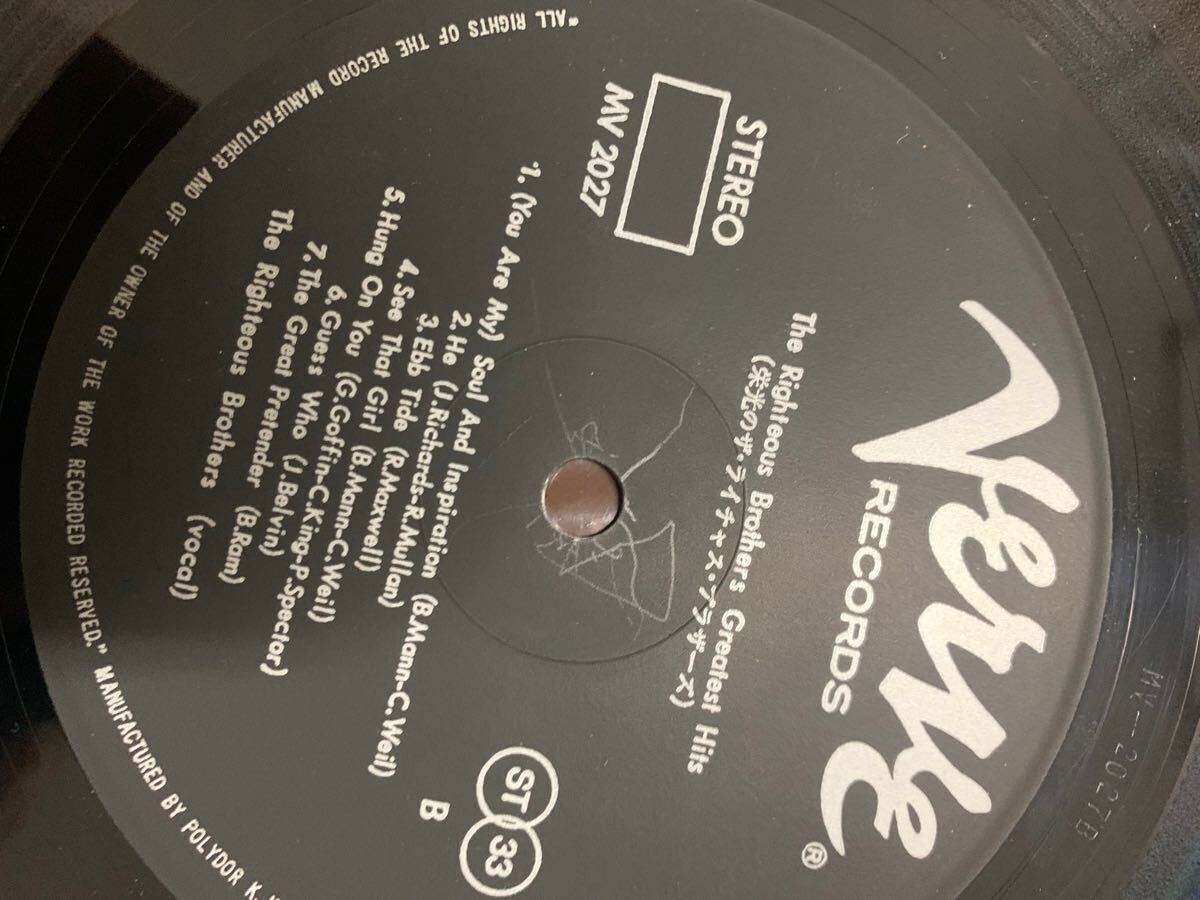 Verve
RECORDS
®
The Righteous Brothers Greatest Hits
(栄光のザ・ライチャス・ブラザーズ)
STEREO
MV 2027
ST 33
B
1. (You Are My) Soul And Inspiration (B.Mann-C.Weil)
2. He (J.Richards-R.Mullan)
3. Ebb Tide (R.Maxwell)
4. See That Girl (B.Mann-C.Weil)
5. Hung On You (G.Goffin-C.King-P.Spector)
6. Guess Who (J.Belvin)
7. The Great Pretender (B.Ram)
The Righteous Brothers (vocal)
"ALL RIGHTS OF THE RECORD MANUFACTURER AND OF THE OWNER OF THE WORK RECORDED RESERVED." MANUFACTURED BY POLYDOR K.
MV-2027B